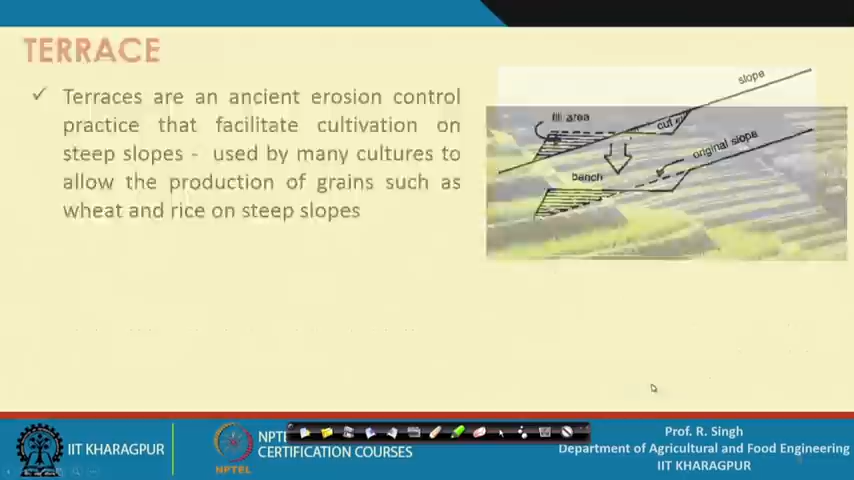 TERRACE
✓ Terraces are an ancient erosion control
practice that facilitate cultivation on
steep slopes - used by many cultures to
allow the production of grains such as
wheat and rice on steep slopes
slope
fill area
cut
original slope
bench
IIT KHARAGPUR
NPTEL
NPTE
CERTIFICATION COURSES
Prof. R. Singh
Department of Agricultural and Food Engineering
IIT KHARAGPUR